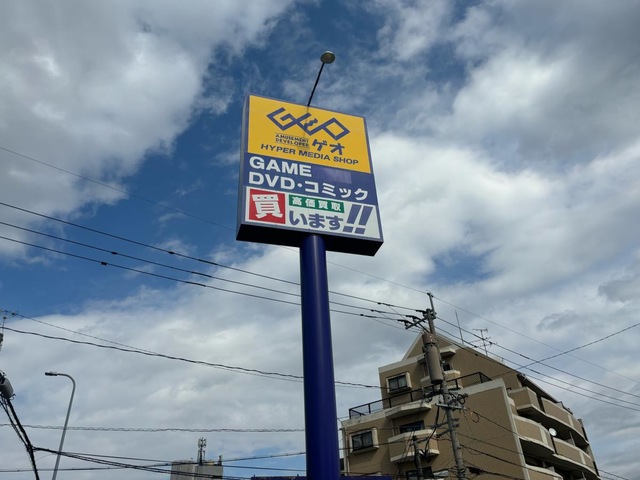 GEO
AMUSEMENT
DEVELOPER
ゲオ
HYPER MEDIA SHOP
GAME
DVD・コミック
高価買取
買います!!